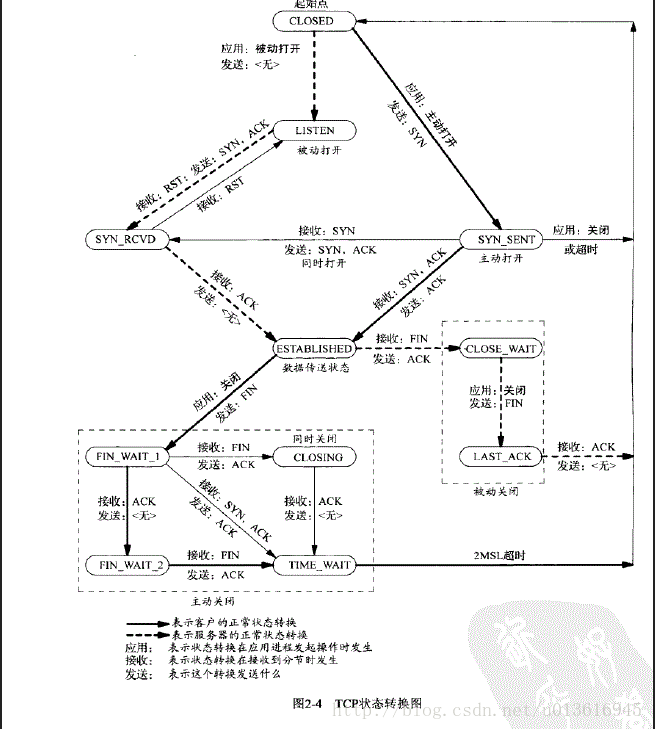 起始点
CLOSED
应用：被动打开
发送：<无>
应用：主动打开
发送：SYN
LISTEN
被动打开
接收：RST；发送：SYN，ACK
接收：RST
SYN_RCVD
接收：SYN
发送：SYN，ACK
同时打开
SYN_SENT
主动打开
应用：关闭
或超时
接收：ACK
发送：<无>
接收：SYN，ACK
发送：ACK
ESTABLISHED
数据传送状态
接收：FIN
发送：ACK
CLOSE_WAIT
应用：关闭
发送：FIN
应用：关闭
发送：FIN
LAST_ACK
被动关闭
接收：ACK
发送：<无>
FIN_WAIT_1
接收：FIN
发送：ACK
同时关闭
CLOSING
接收：ACK
发送：<无>
接收：SYN，ACK
发送：ACK
接收：ACK
发送：<无>
FIN_WAIT_2
接收：FIN
发送：ACK
TIME_WAIT
2MSL超时
主动关闭
表示客户的正常状态转换
表示服务器的正常状态转换
应用： 表示状态转换在应用进程发起操作时发生
接收： 表示状态转换在接收到分节时发生
发送： 表示这个转换发送什么
图2-4 TCP状态转换图
http://blog.csdn.net/u013616945